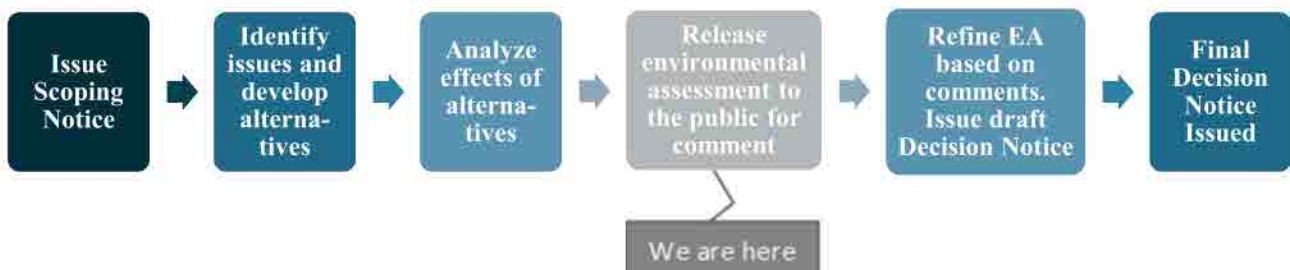 Issue
Scoping
Notice
Identify
issues and
develop
alterna-
tives
Analyze
effects of
alterna-
tives
Release
environmental
assessment to
the public for
comment
Refine EA
based on
comments.
Issue draft
Decision Notice
Final
Decision
Notice
Issued
We are here